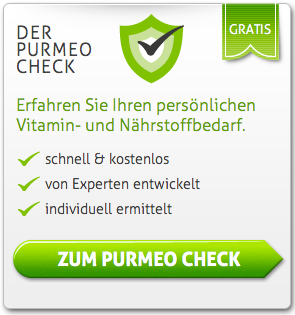 DER
PURMEO
CHECK
GRATIS
Erfahren Sie Ihren persönlichen
Vitamin- und Nährstoffbedarf.
schnell & kostenlos
von Experten entwickelt
individuell ermittelt
ZUM PURMEO CHECK